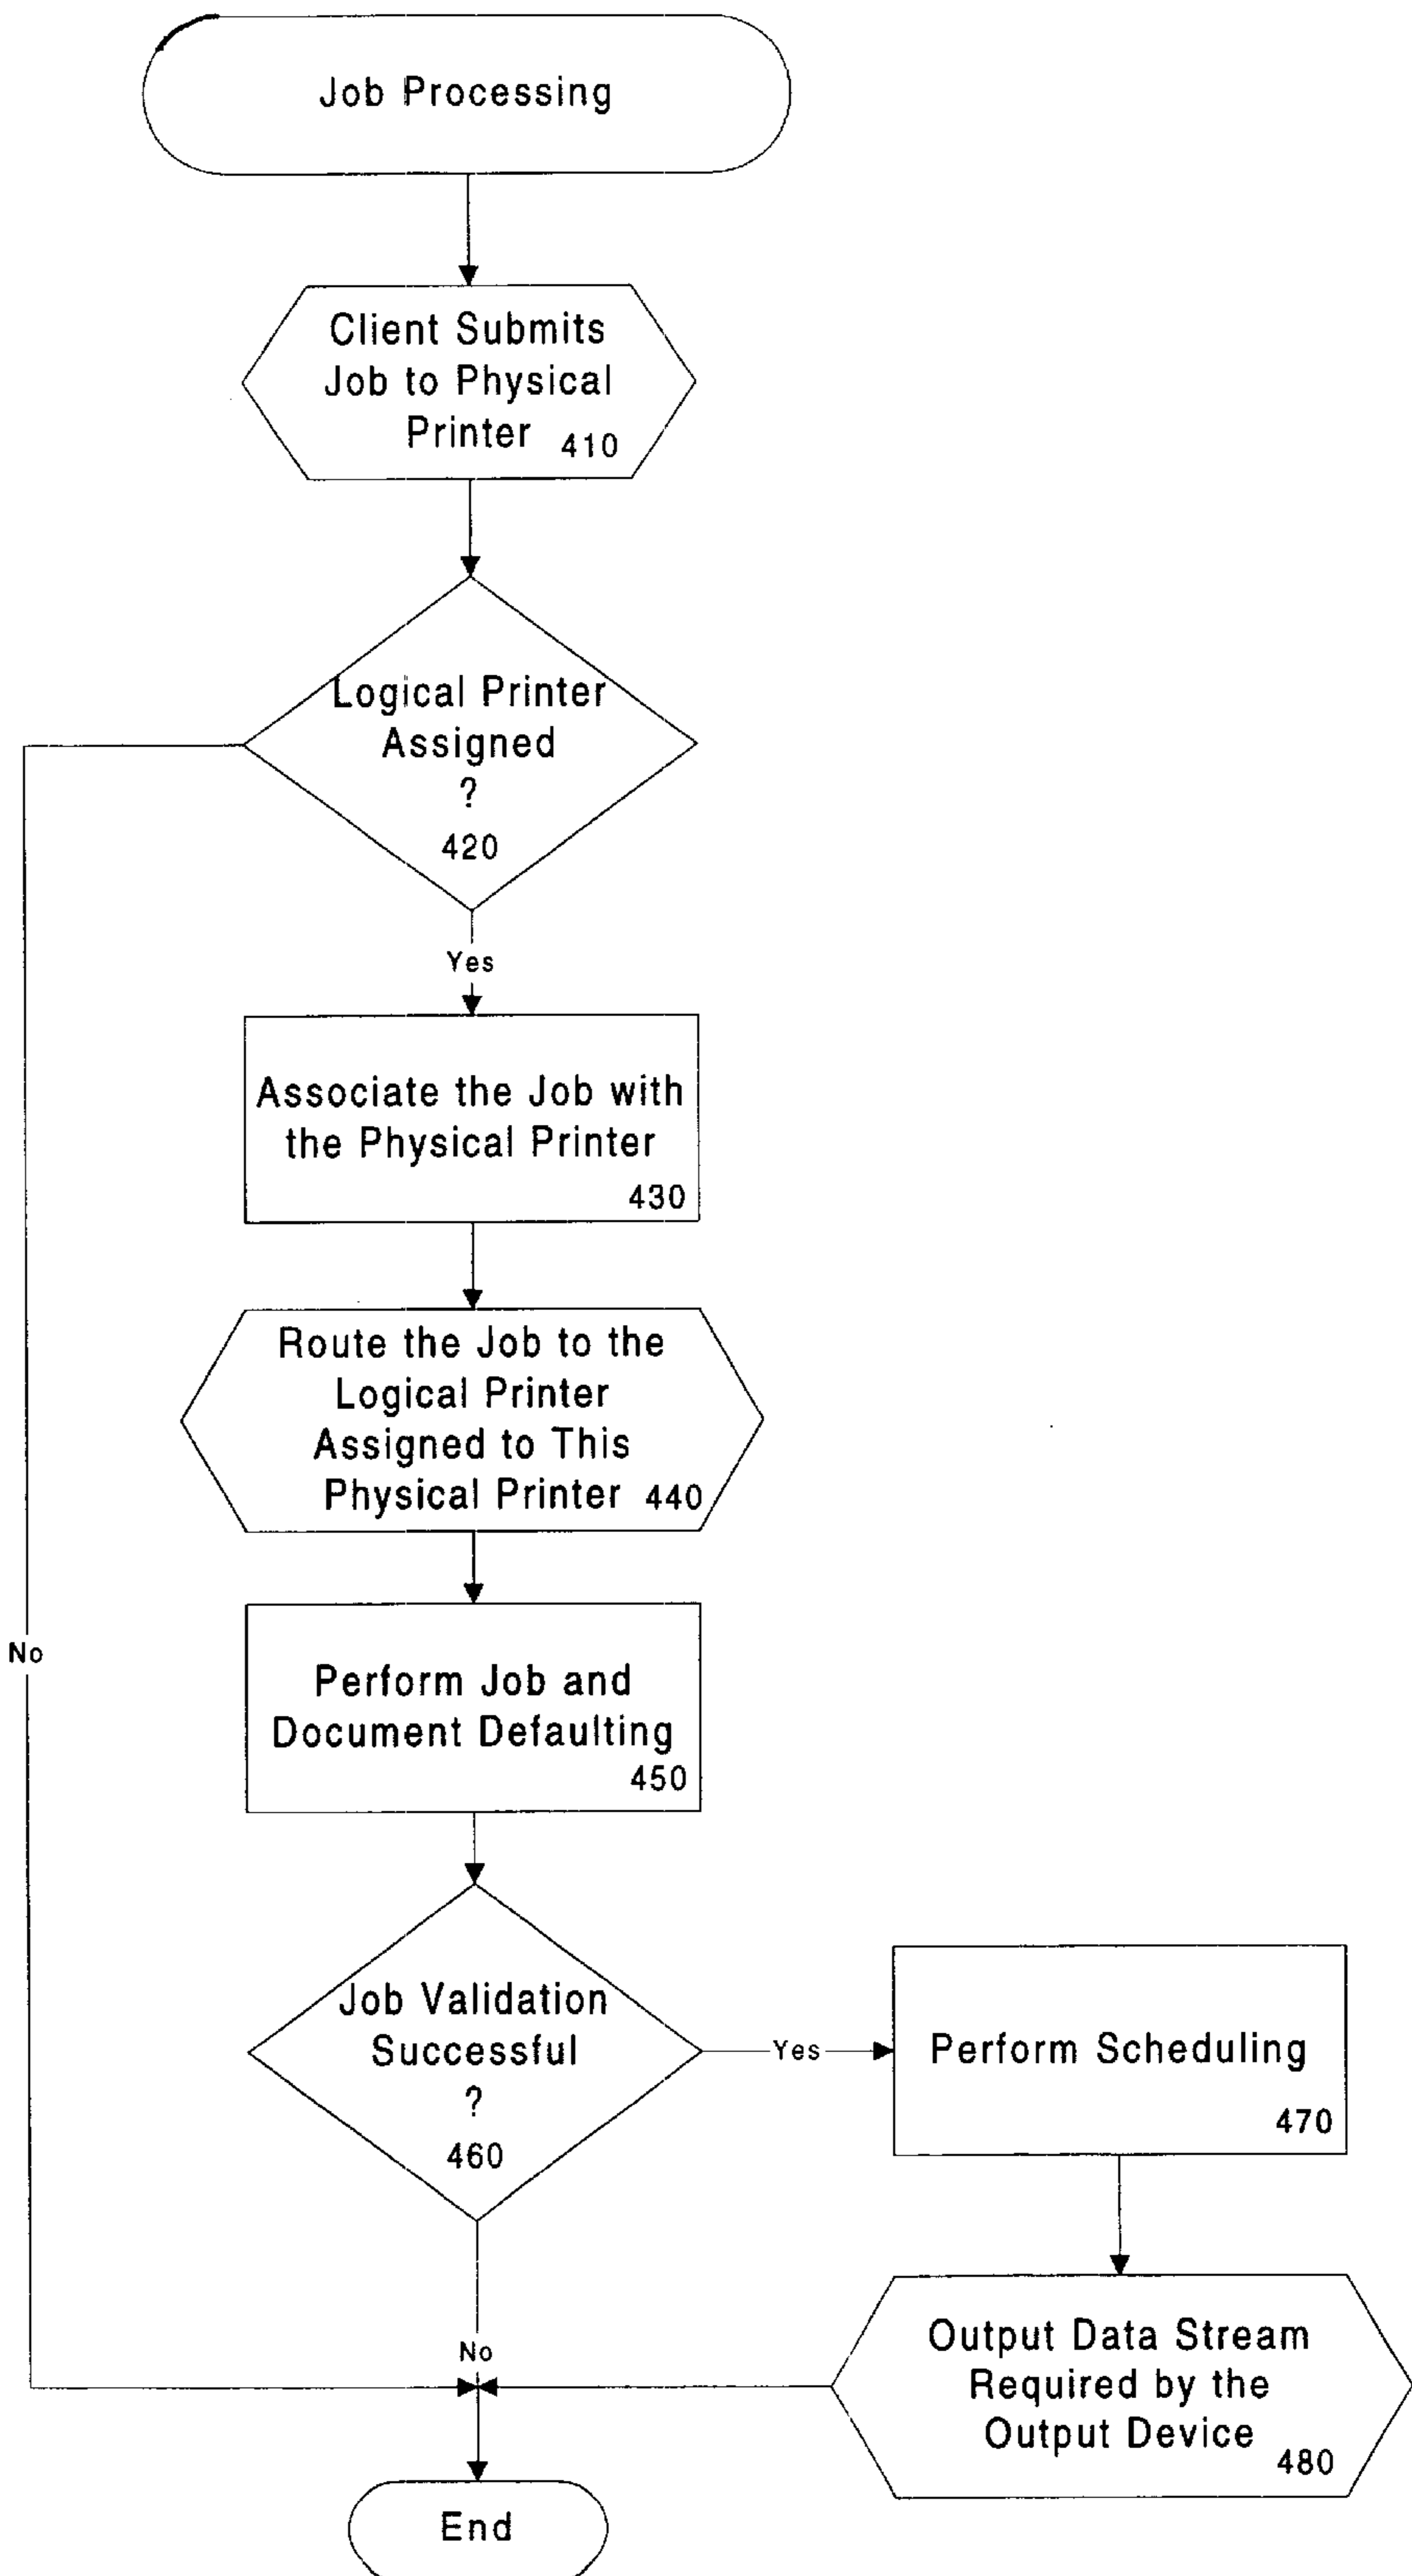 Job Processing
Client Submits
Job to Physical
Printer 410
Logical Printer
Assigned
?
420
Yes
Associate the Job with
the Physical Printer
430
Route the Job to the
Logical Printer
Assigned to This
Physical Printer 440
No
Perform Job and
Document Defaulting
450
Job Validation
Successful
?
460
Yes
Perform Scheduling
470
No
Output Data Stream
Required by the
Output Device
480
End